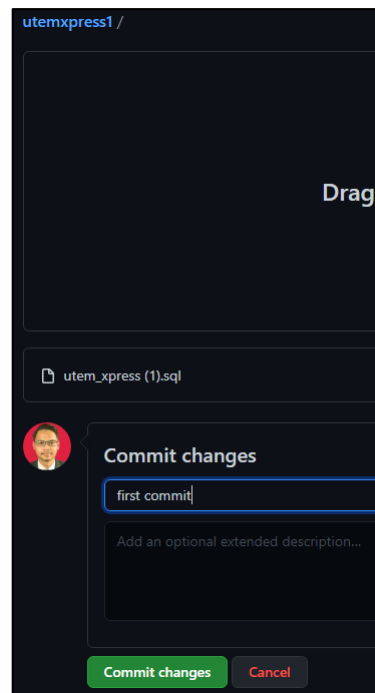 utemxpress1 /
Drag
utem_xpress (1).sql
Commit changes
first commit
Add an optional extended description...
Commit changes
Cancel